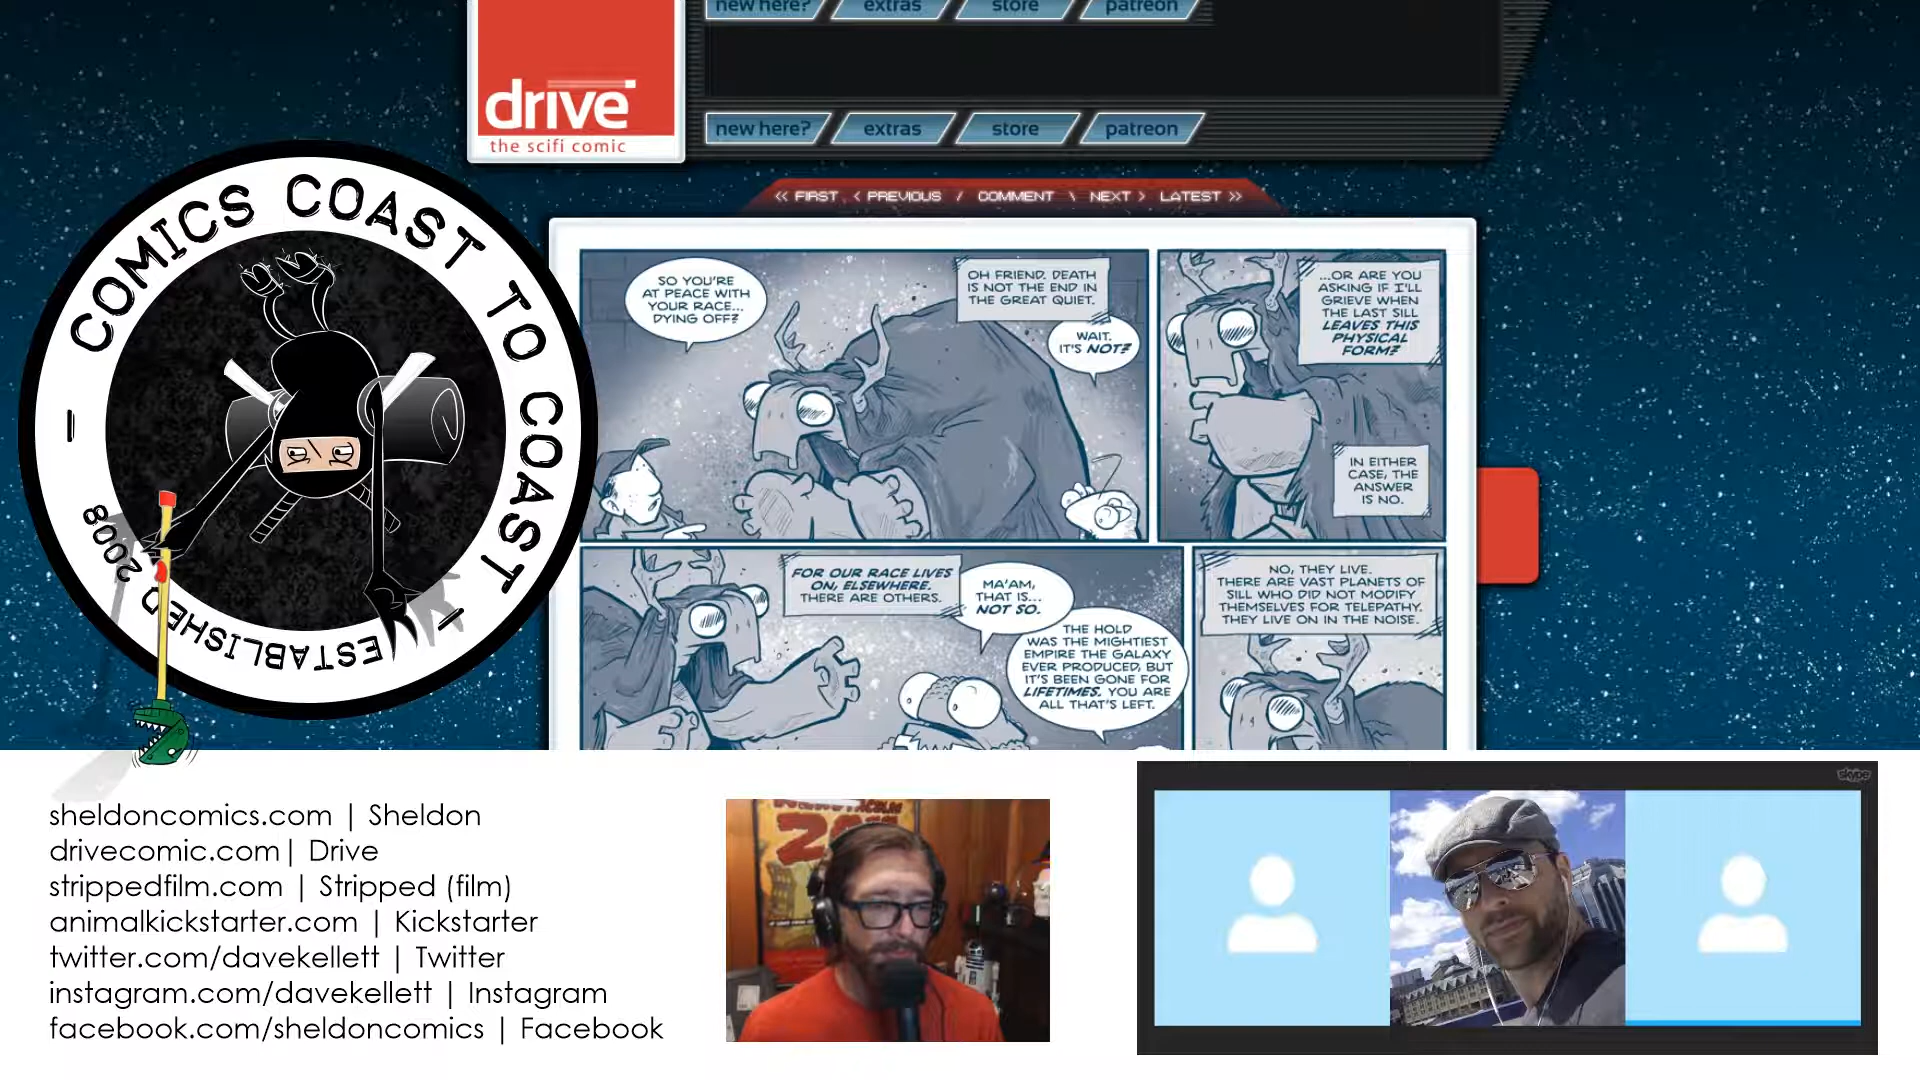 new here?
extras
store
patreon
drive
the scifi comic
new here?
extras
store
patreon
<< FIRST < PREVIOUS / COMMENT \ NEXT > LATEST >>
- COMICS COAST TO COAST -
ESTABLISHED 2008
SO YOU'RE
AT PEACE WITH
YOUR RACE...
DYING OFF?
OH FRIEND. DEATH
IS NOT THE END IN
THE GREAT QUIET.
WAIT.
IT'S NOT?
...OR ARE YOU
ASKING IF I'LL
GRIEVE WHEN
THE LAST SILL
LEAVES THIS
PHYSICAL
FORM?
IN EITHER
CASE, THE
ANSWER
IS NO.
FOR OUR RACE LIVES
ON, ELSEWHERE.
THERE ARE OTHERS.
MA'AM,
THAT IS...
NOT SO.
THE HOLD
WAS THE MIGHTIEST
EMPIRE THE GALAXY
EVER PRODUCED, BUT
IT'S BEEN GONE FOR
LIFETIMES. YOU ARE
ALL THAT'S LEFT.
NO, THEY LIVE.
THERE ARE VAST PLANETS OF
SILL WHO DID NOT MODIFY
THEMSELVES FOR TELEPATHY.
THEY LIVE ON IN THE NOISE.
sheldoncomics.com | Sheldon
drivecomic.com| Drive
strippedfilm.com | Stripped (film)
animalkickstarter.com | Kickstarter
twitter.com/davekellett | Twitter
instagram.com/davekellett | Instagram
facebook.com/sheldoncomics | Facebook
skype